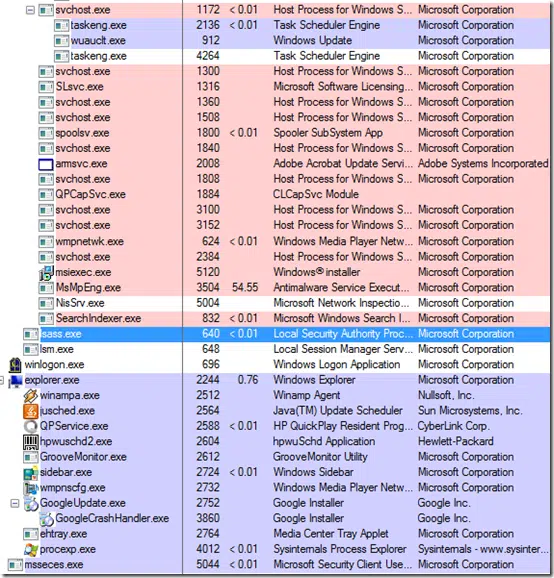 svchost.exe 1172 < 0.01 Host Process for Windows S... Microsoft Corporation
taskeng.exe 2136 < 0.01 Task Scheduler Engine Microsoft Corporation
wuauclt.exe 912 Windows Update Microsoft Corporation
taskeng.exe 4264 Task Scheduler Engine Microsoft Corporation
svchost.exe 1300 Host Process for Windows S... Microsoft Corporation
SLsvc.exe 1316 Microsoft Software Licensing... Microsoft Corporation
svchost.exe 1360 Host Process for Windows S... Microsoft Corporation
svchost.exe 1508 Host Process for Windows S... Microsoft Corporation
spoolsv.exe 1800 < 0.01 Spooler SubSystem App Microsoft Corporation
svchost.exe 1840 Host Process for Windows S... Microsoft Corporation
armsvc.exe 2008 Adobe Acrobat Update Servi... Adobe Systems Incorporated
svchost.exe 1808 Host Process for Windows S... Microsoft Corporation
QPCapSvc.exe 1884 CLCapSvc Module
svchost.exe 3100 Host Process for Windows S... Microsoft Corporation
svchost.exe 3152 Host Process for Windows S... Microsoft Corporation
wmpnetwk.exe 624 < 0.01 Windows Media Player Netw... Microsoft Corporation
svchost.exe 2384 Host Process for Windows S... Microsoft Corporation
msiexec.exe 5120 Windows® installer Microsoft Corporation
MsMpEng.exe 3504 54.55 Antimalware Service Execut... Microsoft Corporation
NisSrv.exe 5004 Microsoft Network Inspectio... Microsoft Corporation
SearchIndexer.exe 832 < 0.01 Microsoft Windows Search I... Microsoft Corporation
lsass.exe 640 < 0.01 Local Security Authority Proc... Microsoft Corporation
lsm.exe 648 Local Session Manager Serv... Microsoft Corporation
winlogon.exe 696 Windows Logon Application Microsoft Corporation
explorer.exe 2244 0.76 Windows Explorer Microsoft Corporation
winampa.exe 2512 Winamp Agent Nullsoft, Inc.
jusched.exe 2564 Java(TM) Update Scheduler Sun Microsystems, Inc.
QPService.exe 2588 < 0.01 HP QuickPlay Resident Prog... CyberLink Corp.
hpwuschd2.exe 2604 hpwuSchd Application Hewlett-Packard
GrooveMonitor.exe 2612 GrooveMonitor Utility Microsoft Corporation
sidebar.exe 2724 < 0.01 Windows Sidebar Microsoft Corporation
wmpnscfg.exe 2732 Windows Media Player Netw... Microsoft Corporation
GoogleUpdate.exe 2752 Google Installer Google Inc.
GoogleCrashHandler.exe 3860 Google Installer Google Inc.
ehtray.exe 2764 Media Center Tray Applet Microsoft Corporation
procexp.exe 4012 < 0.01 Sysinternals Process Explorer Sysinternals - www.sysinter...
msseces.exe 5044 < 0.01 Microsoft Security Client Use... Microsoft Corporation